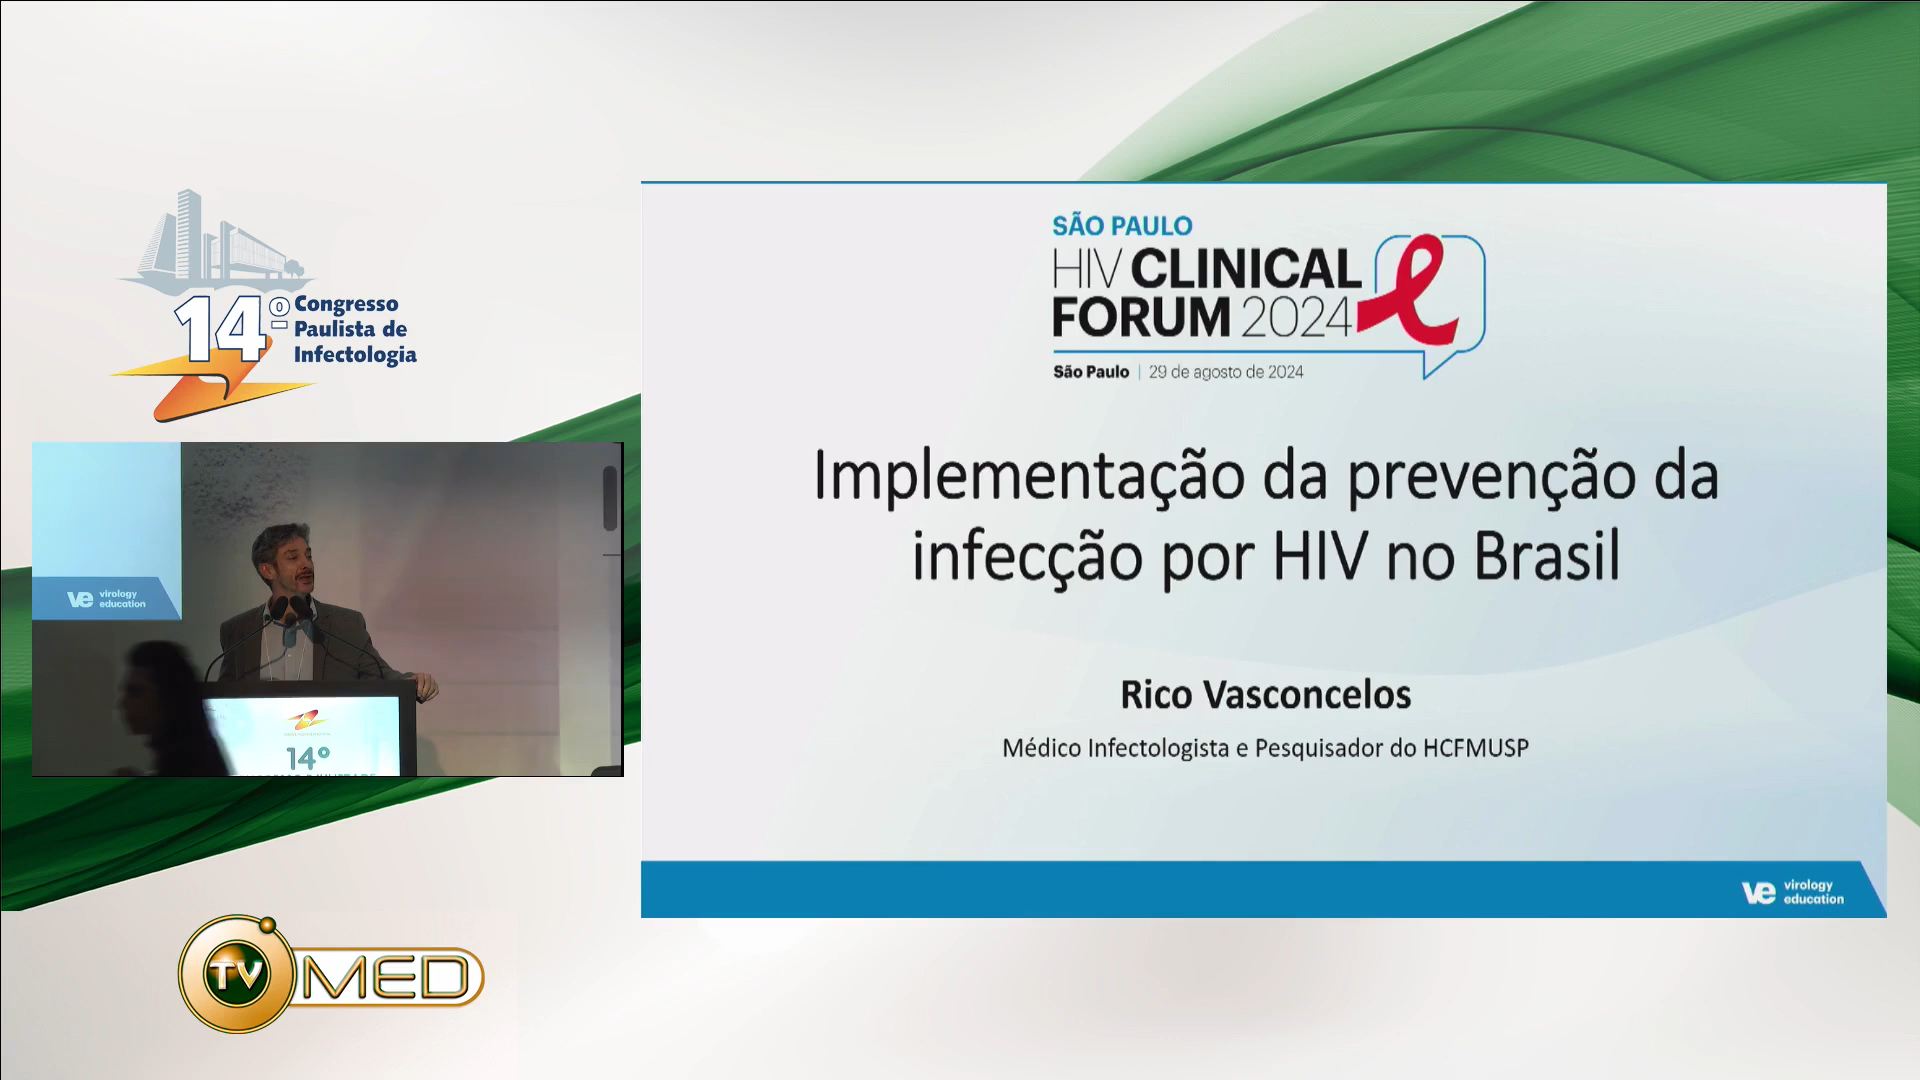 14º
Congresso
Paulista de
Infectologia
SÃO PAULO
HIV CLINICAL
FORUM 2024
São Paulo | 29 de agosto de 2024
Implementação da prevenção da
infecção por HIV no Brasil
Rico Vasconcelos
Médico Infectologista e Pesquisador do HCFMUSP
ve virology
education
ve virology
education
14º
TV MED